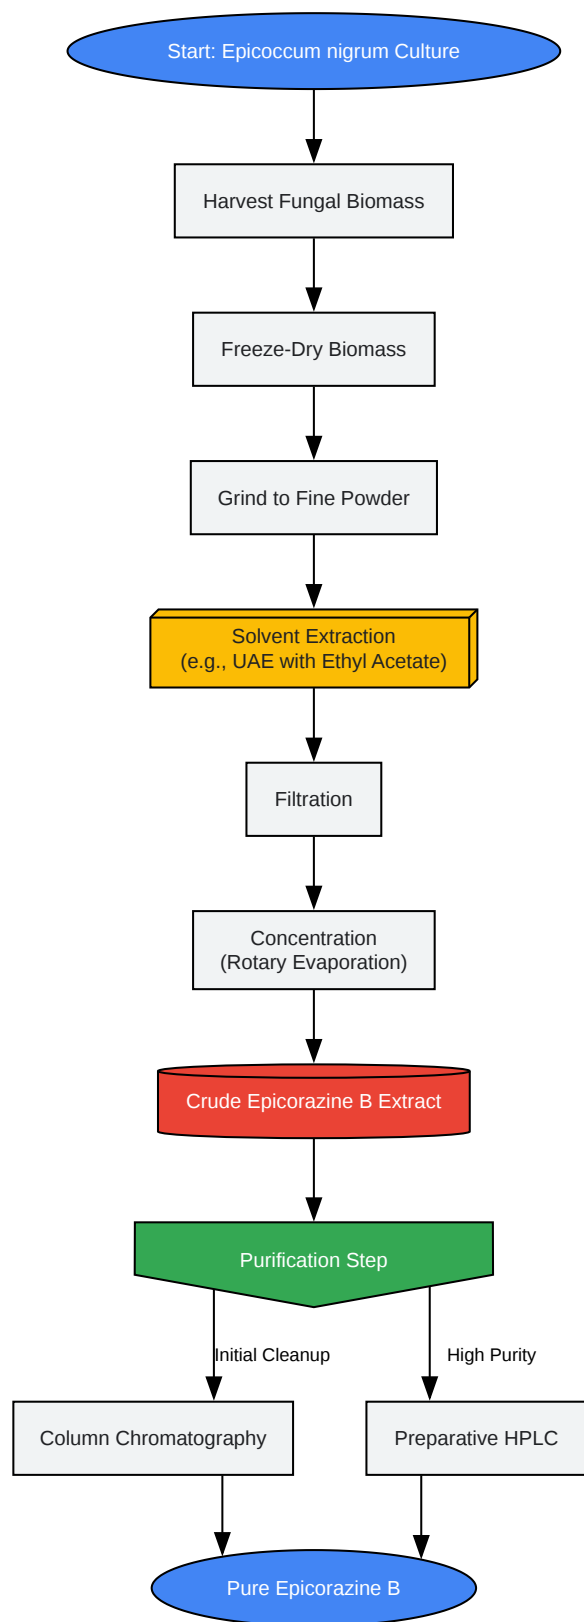 Start: Epicoccum nigrum Culture
Harvest Fungal Biomass
Freeze-Dry Biomass
Grind to Fine Powder
Solvent Extraction
(e.g., UAE with Ethyl Acetate)
Filtration
Concentration
(Rotary Evaporation)
Crude Epicorazine B Extract
Purification Step
Initial Cleanup
High Purity
Column Chromatography
Preparative HPLC
Pure Epicorazine B